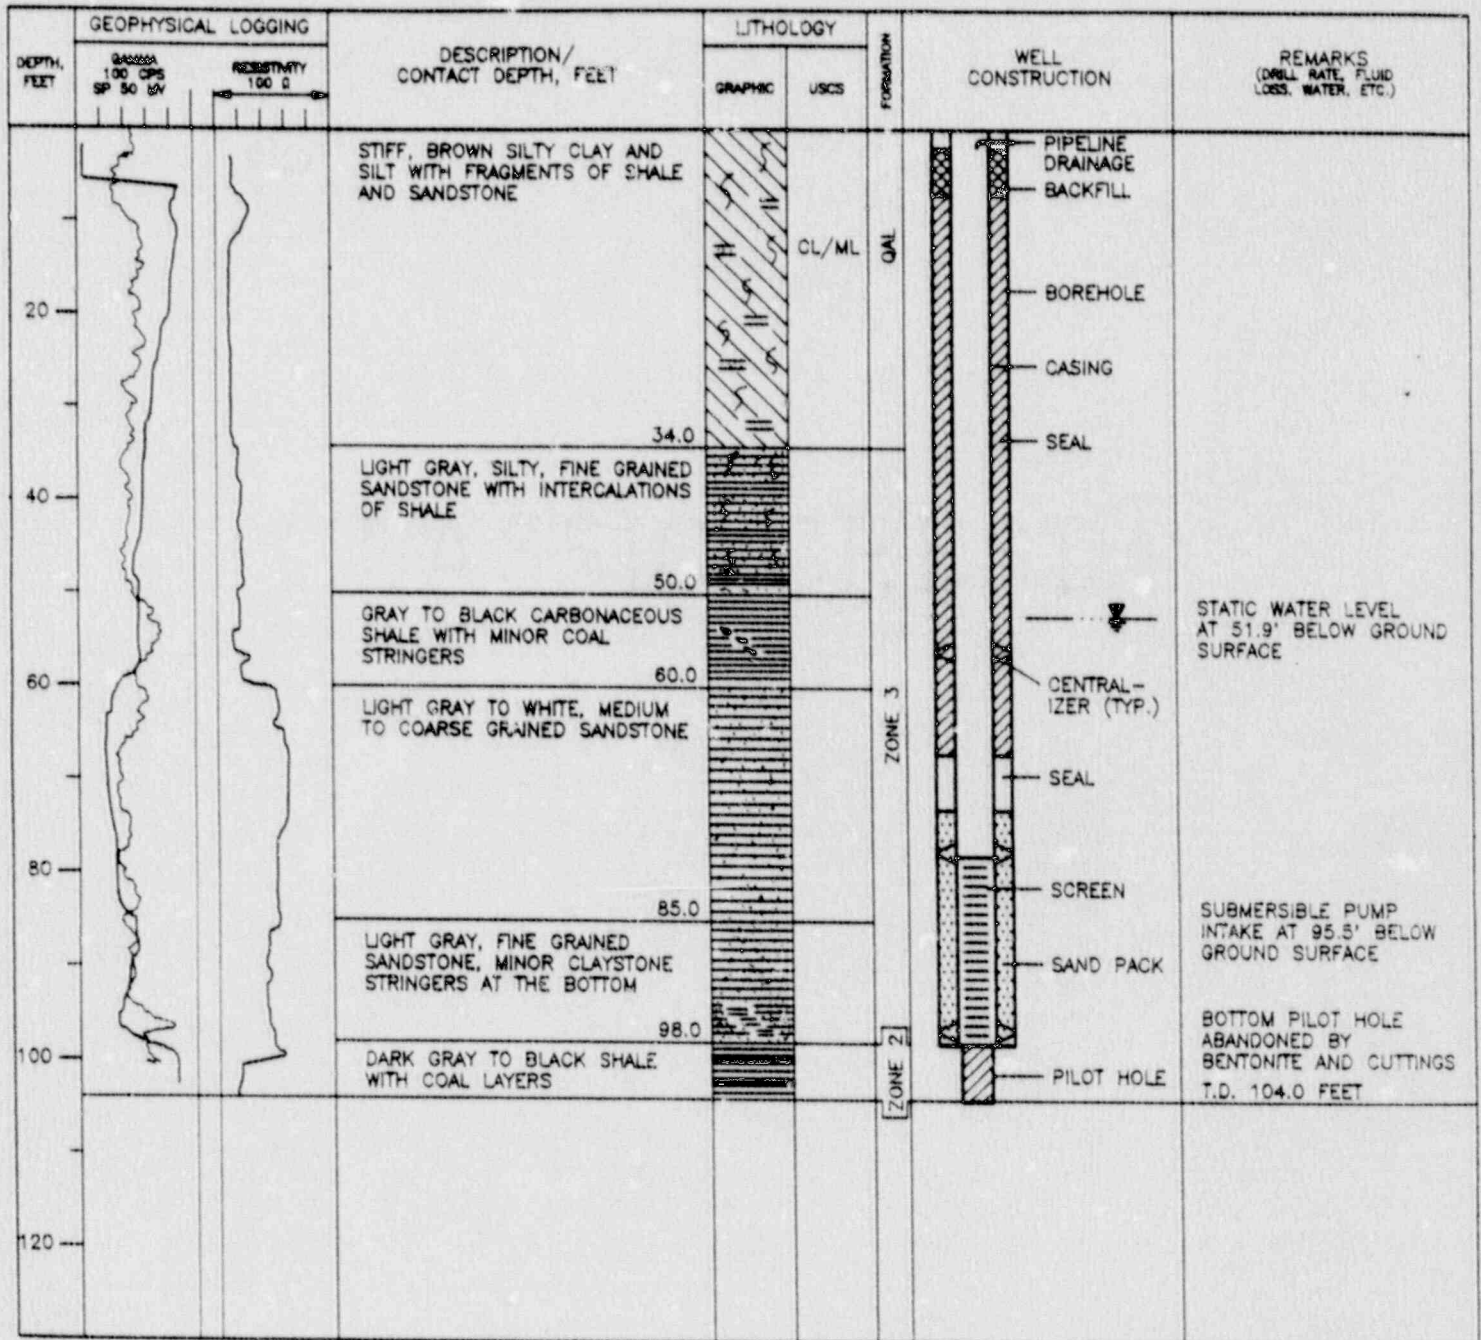 GEOPHYSICAL LOGGING
DEPTH,
FEET
GAMMA
100 CPS
SP 50 MV
RESISTIVITY
100 Ω
DESCRIPTION/
CONTACT DEPTH, FEET
LITHOLOGY
GRAPHIC
USCS
FORMATION
WELL
CONSTRUCTION
REMARKS
(DRILL RATE, FLUID
LOSS, WATER, ETC.)
20
40
60
80
100
120
STIFF, BROWN SILTY CLAY AND
SILT WITH FRAGMENTS OF SHALE
AND SANDSTONE
34.0
LIGHT GRAY, SILTY, FINE GRAINED
SANDSTONE WITH INTERCALATIONS
OF SHALE
50.0
GRAY TO BLACK CARBONACEOUS
SHALE WITH MINOR COAL
STRINGERS
60.0
LIGHT GRAY TO WHITE, MEDIUM
TO COARSE GRAINED SANDSTONE
85.0
LIGHT GRAY, FINE GRAINED
SANDSTONE, MINOR CLAYSTONE
STRINGERS AT THE BOTTOM
98.0
DARK GRAY TO BLACK SHALE
WITH COAL LAYERS
CL/ML
QAL
ZONE 3
ZONE 2
PIPELINE
DRAINAGE
BACKFILL
BOREHOLE
CASING
SEAL
CENTRAL-
IZER (TYP.)
SEAL
SCREEN
SAND PACK
PILOT HOLE
STATIC WATER LEVEL
AT 51.9' BELOW GROUND
SURFACE
SUBMERSIBLE PUMP
INTAKE AT 95.5' BELOW
GROUND SURFACE
BOTTOM PILOT HOLE
ABANDONED BY
BENTONITE AND CUTTINGS
T.D. 104.0 FEET